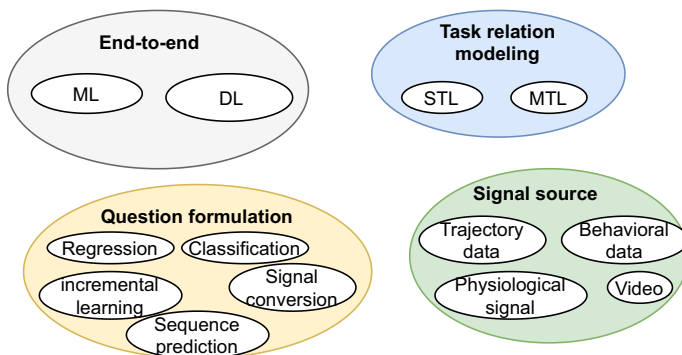 End-to-end
ML
DL
Task relation
modeling
STL
MTL
Question formulation
Regression
Classification
incremental
learning
Signal
conversion
Sequence
prediction
Signal source
Trajectory
data
Behavioral
data
Physiological
signal
Video